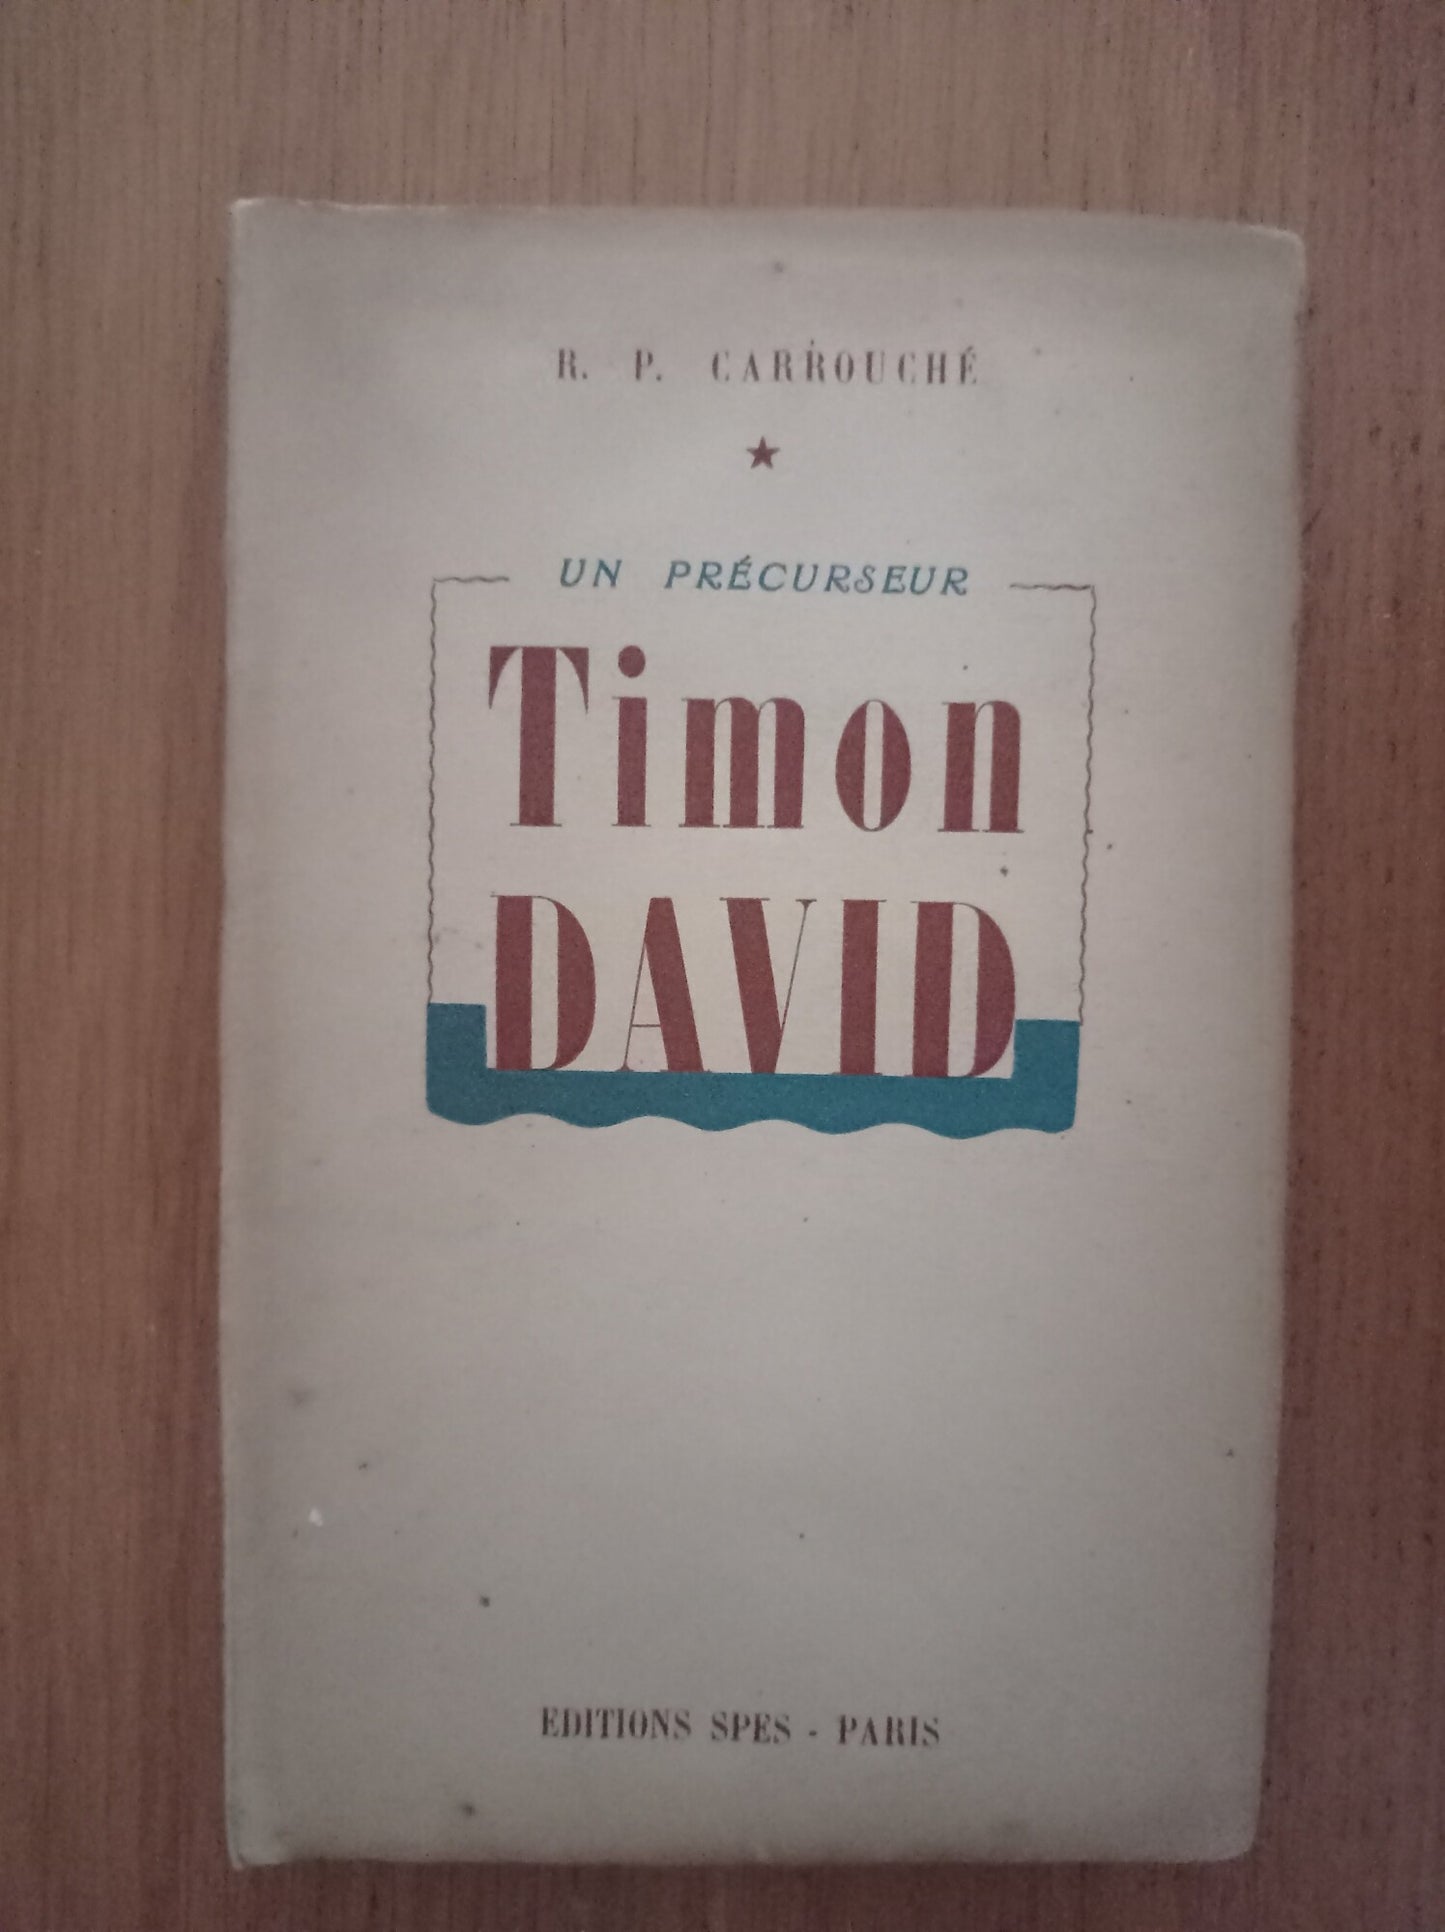 R. P. CARROUCHÉ
UN PRÉCURSEUR
Timon
DAVID
EDITIONS SPES - PARIS